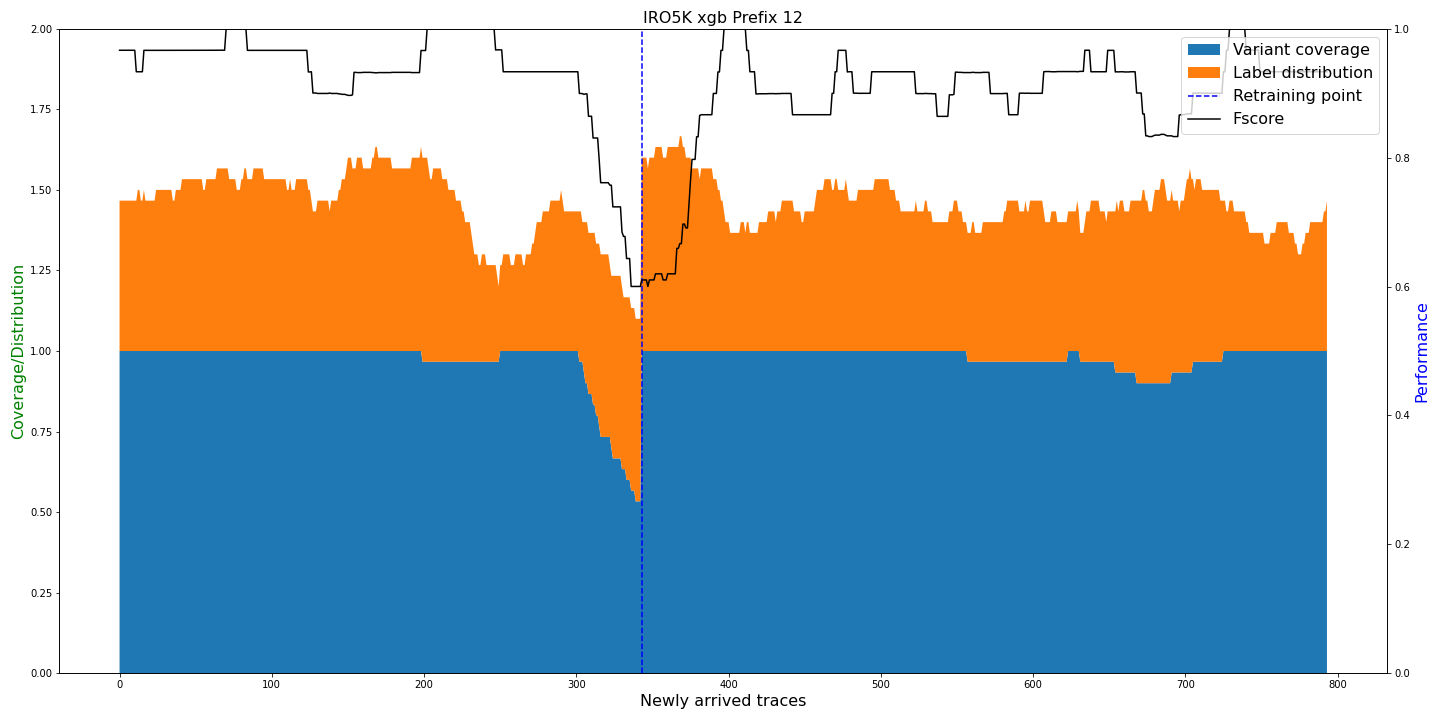 IRO5K xgb Prefix 12
2.00
1.75
1.50
1.25
1.00
0.75
0.50
0.25
0.00
Coverage/Distribution
Variant coverage
Label distribution
Retraining point
Fscore
1.0
0.8
0.6
0.4
0.2
0.0
Performance
0 100 200 300 400 500 600 700 800
Newly arrived traces